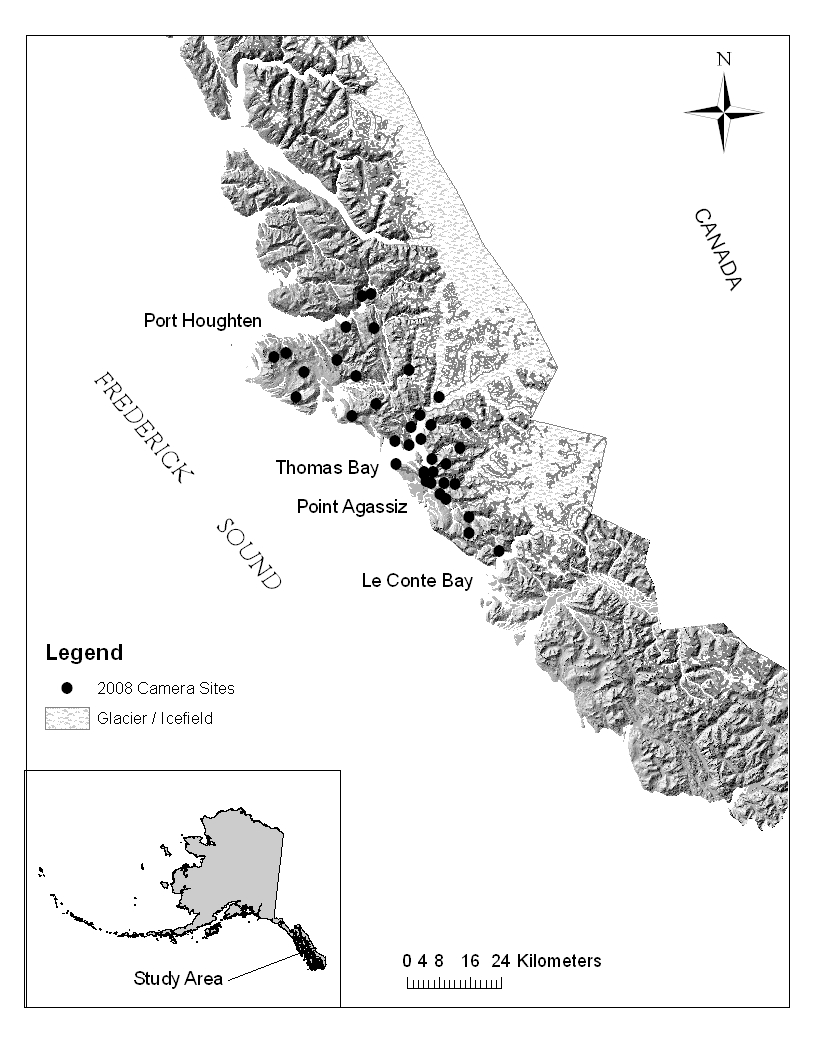 N
CANADA
Port Houghten
FREDERICK
SOUND
Thomas Bay
Point Agassiz
Le Conte Bay
Legend
2008 Camera Sites
Glacier / Icefield
Study Area
0 4 8 16 24 Kilometers